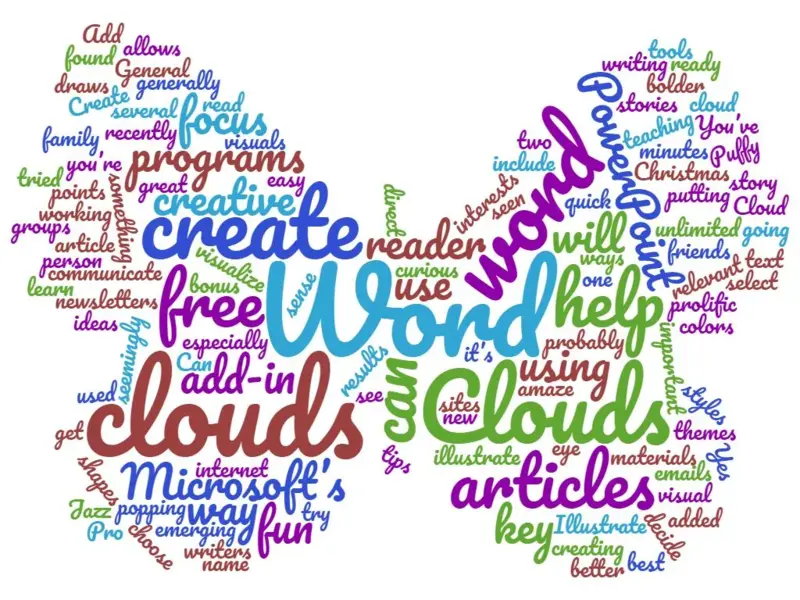 Add
found
allows
draws
General
generally
Create
several
read
focus
family
recently
visuals
tried
you're
programs
points
great
easy
something
working
creative
groups
article
create
person
communicate
visualize
learn
newsletters
free
bonus
ideas
seemingly
especially
Can
add-in
used
clouds
get
shapes
Microsoft's
internet
Jazz
popping
way
fun
try
Pro
emerging
choose
writers
name
direct
reader
curious
use
sense
Word
results
see
can
tips
interests
seen
word
two
include
quick
will
ways
one
help
it's
probably
using
amaze
Clouds
sites
new
illustrate
eye
articles
key
Illustrate
creating
better
best
decide
added
materials
emails
visual
themes
Yes
styles
important
tools
writing
ready
bolder
PowerPoint
stories
cloud
teaching
You've
minutes
Puffy
Christmas
putting
story
Cloud
unlimited
going
friends
relevant
text
select
prolific
colors